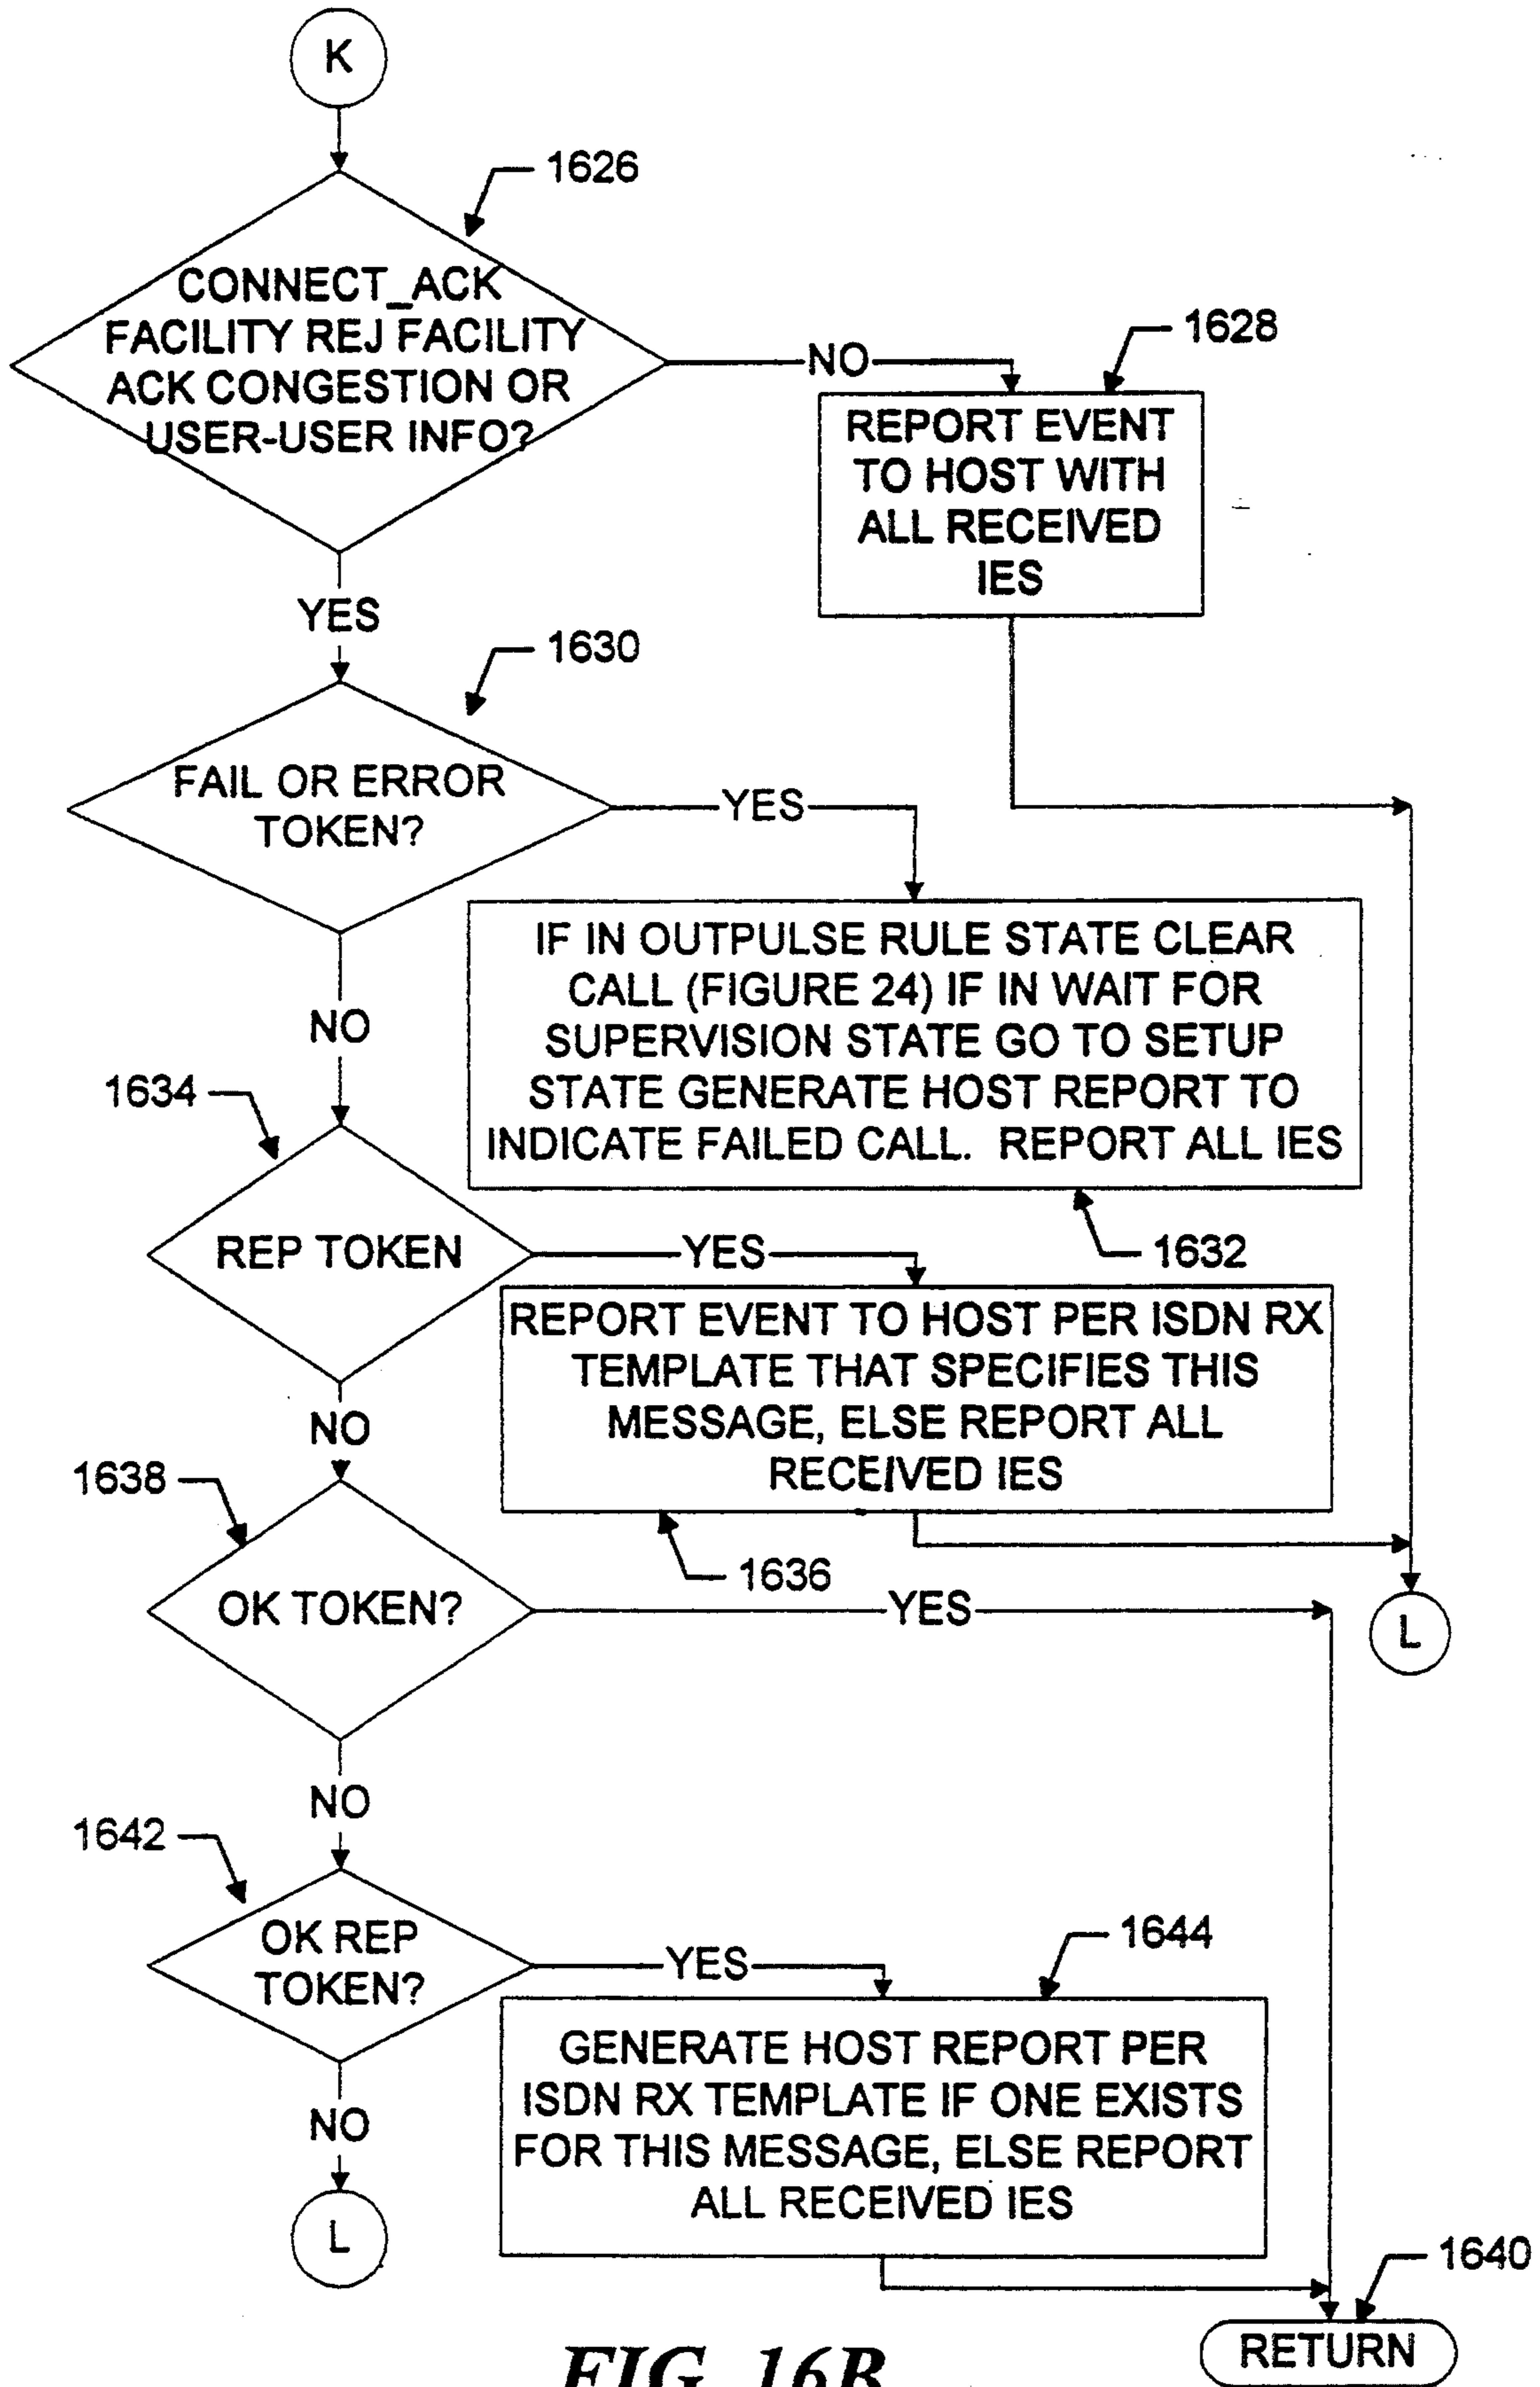 K
1626
CONNECT_ACK
FACILITY REJ FACILITY
ACK CONGESTION OR
USER-USER INFO?
NO
1628
REPORT EVENT
TO HOST WITH
ALL RECEIVED
IES
YES
1630
FAIL OR ERROR
TOKEN?
YES
IF IN OUTPULSE RULE STATE CLEAR
CALL (FIGURE 24) IF IN WAIT FOR
SUPERVISION STATE GO TO SETUP
STATE GENERATE HOST REPORT TO
INDICATE FAILED CALL. REPORT ALL IES
1632
NO
1634
REP TOKEN
YES
REPORT EVENT TO HOST PER ISDN RX
TEMPLATE THAT SPECIFIES THIS
MESSAGE, ELSE REPORT ALL
RECEIVED IES
1636
NO
1638
OK TOKEN?
YES
L
NO
1642
OK REP
TOKEN?
YES
1644
GENERATE HOST REPORT PER
ISDN RX TEMPLATE IF ONE EXISTS
FOR THIS MESSAGE, ELSE REPORT
ALL RECEIVED IES
NO
L
1640
RETURN
FIG. 16B